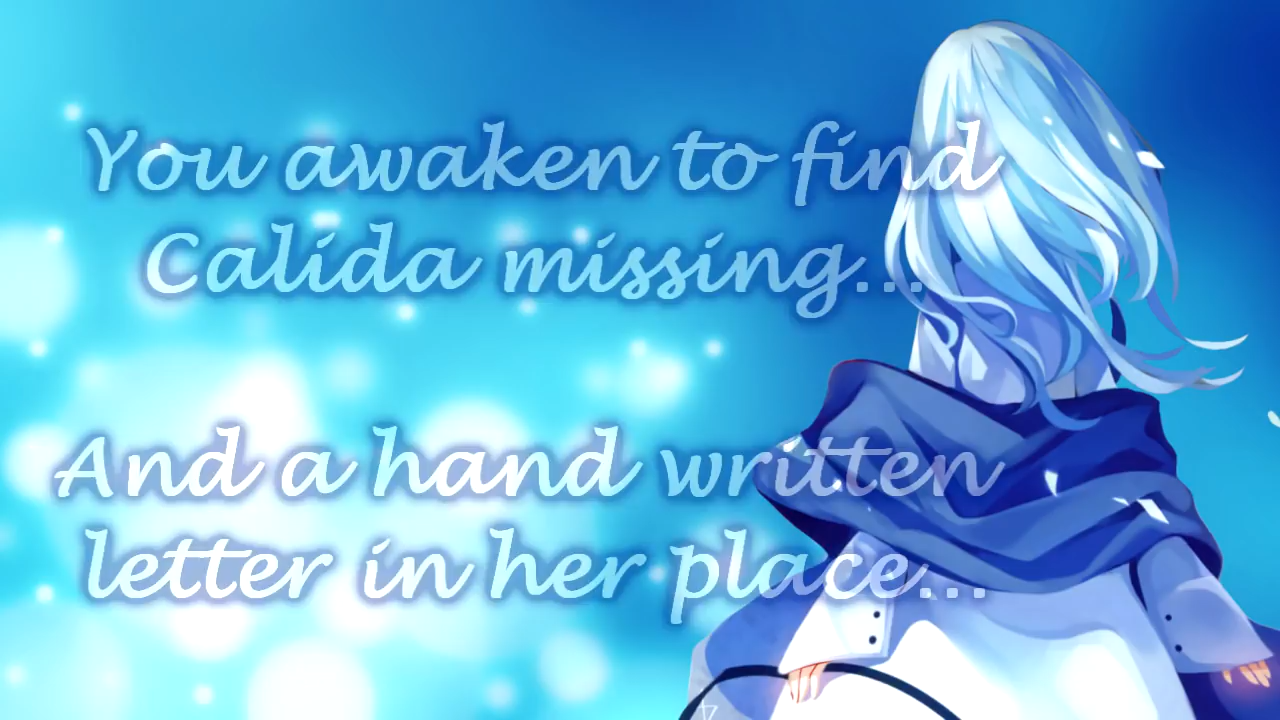 You awaken to find
Calida missing...
And a hand written
letter in her place...